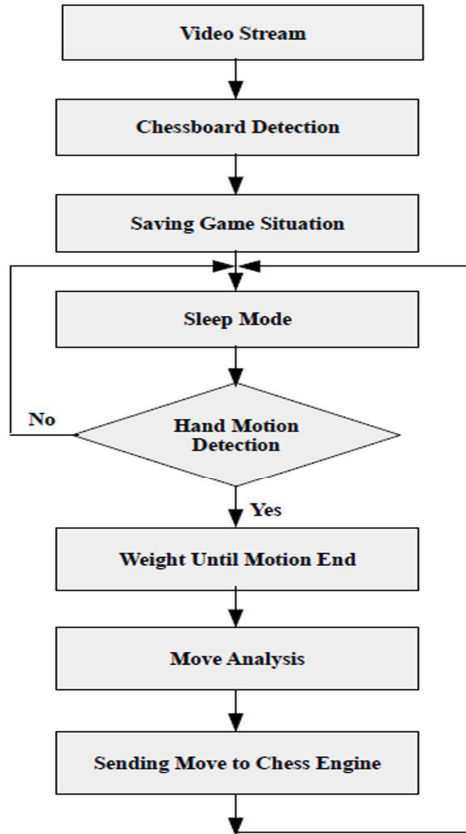 Video Stream
Chessboard Detection
Saving Game Situation
Sleep Mode
No
Hand Motion
Detection
Yes
Weight Until Motion End
Move Analysis
Sending Move to Chess Engine